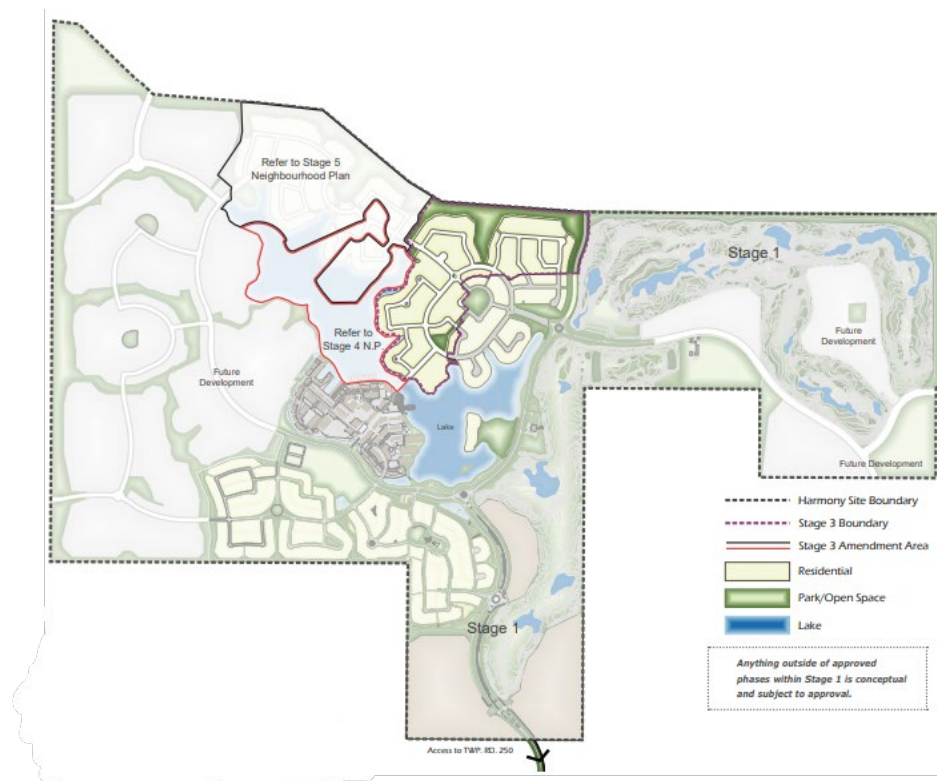 Refer to Stage 5
Neighbourhood Plan
Stage 1
Refer to
Stage 4 N.P.
Future
Development
Future
Development
Lake
Future Development
Harmony Site Boundary
Stage 3 Boundary
Stage 3 Amendment Area
Residential
Park/Open Space
Lake
Stage 1
Anything outside of approved
phases within Stage 1 is conceptual
and subject to approval.
Access to TWP. RD. 250